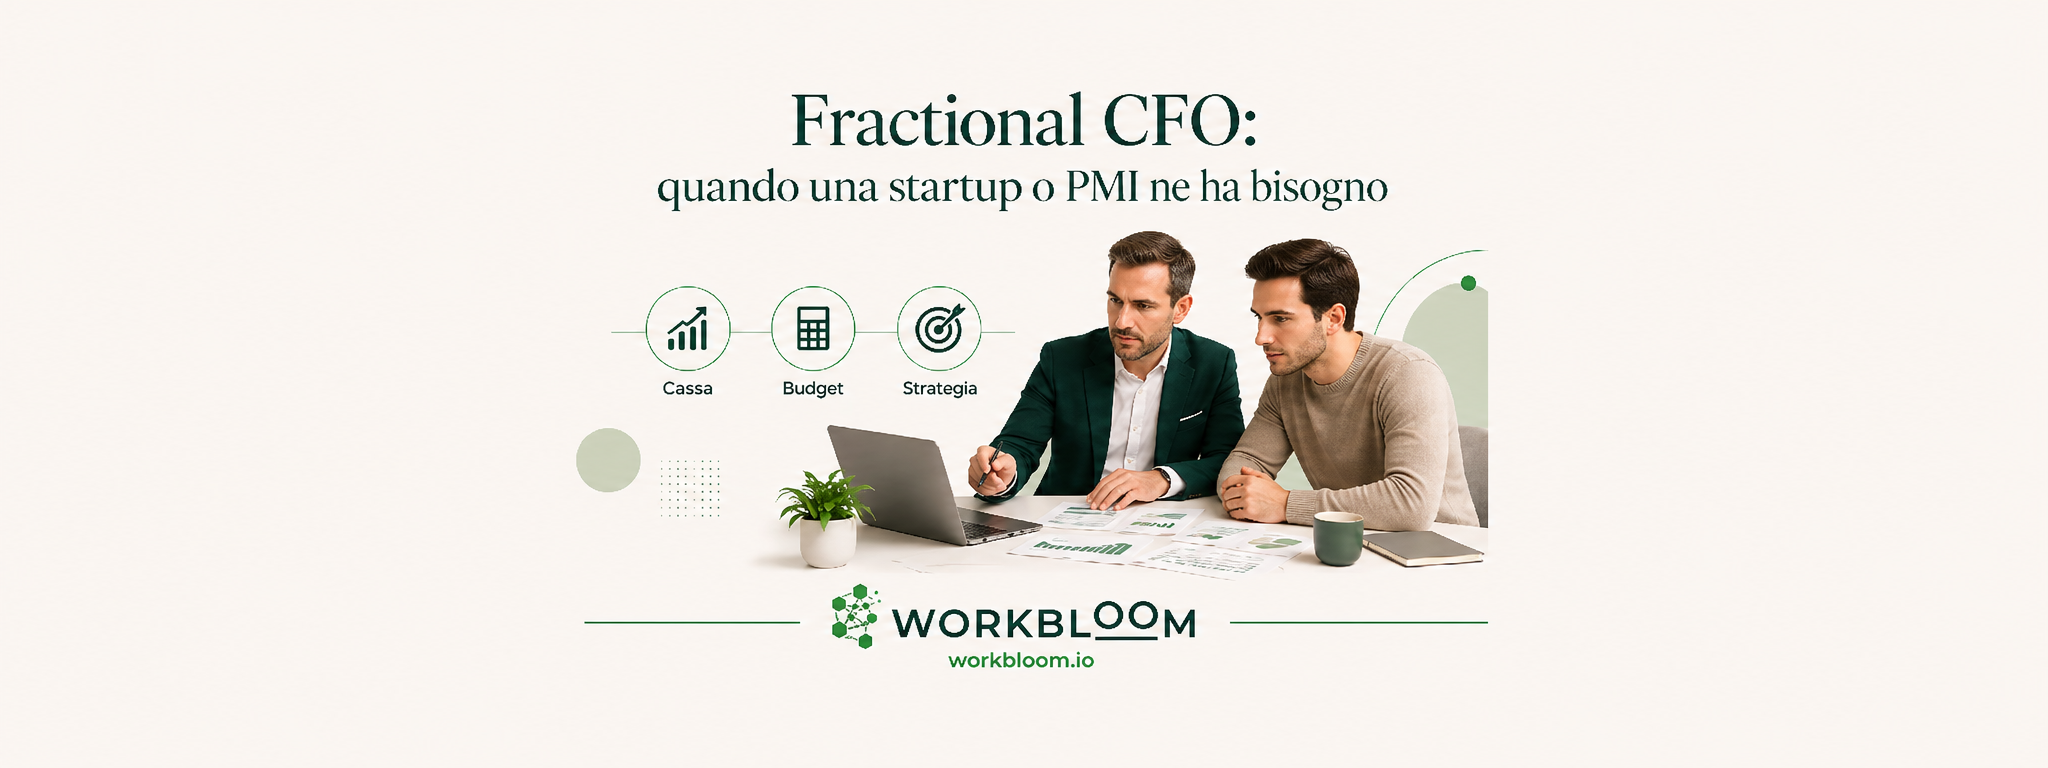 Fractional CFO:
quando una startup o PMI ne ha bisogno
Cassa
Budget
Strategia
WORKBLOOM
workbloom.io